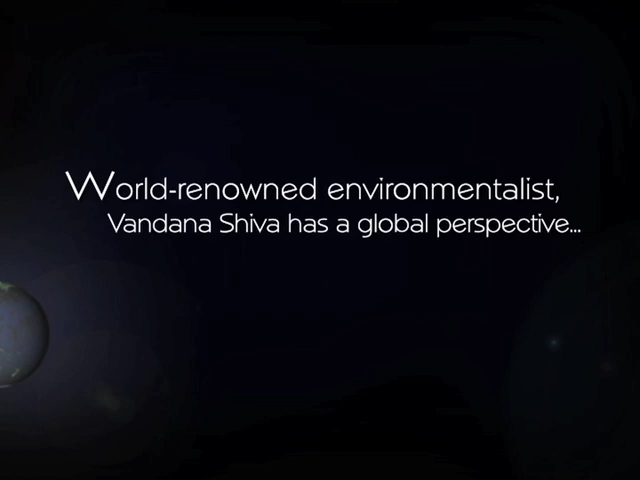 World-renowned environmentalist,
Vandana Shiva has a global perspective...